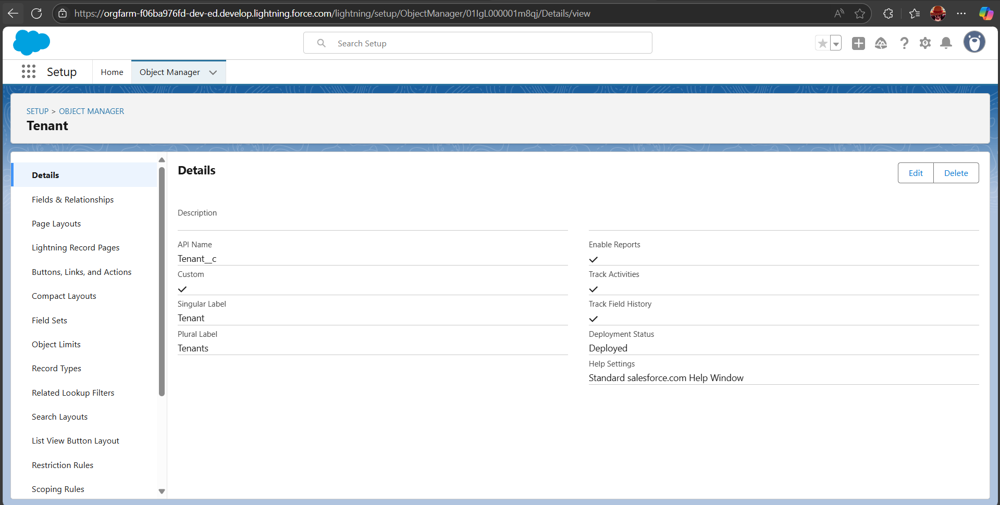 https://orgfarm-f06ba976fd-dev-ed.develop.lightning.force.com/lightning/setup/ObjectManager/01IgL000001m8qj/Details/view
Search Setup
Setup
Home
Object Manager
SETUP > OBJECT MANAGER
Tenant
Details
Fields & Relationships
Page Layouts
Lightning Record Pages
Buttons, Links, and Actions
Compact Layouts
Field Sets
Object Limits
Record Types
Related Lookup Filters
Search Layouts
List View Button Layout
Restriction Rules
Scoping Rules
Details
Edit
Delete
Description
API Name
Tenant__c
Custom
Singular Label
Tenant
Plural Label
Tenants
Enable Reports
Track Activities
Track Field History
Deployment Status
Deployed
Help Settings
Standard salesforce.com Help Window